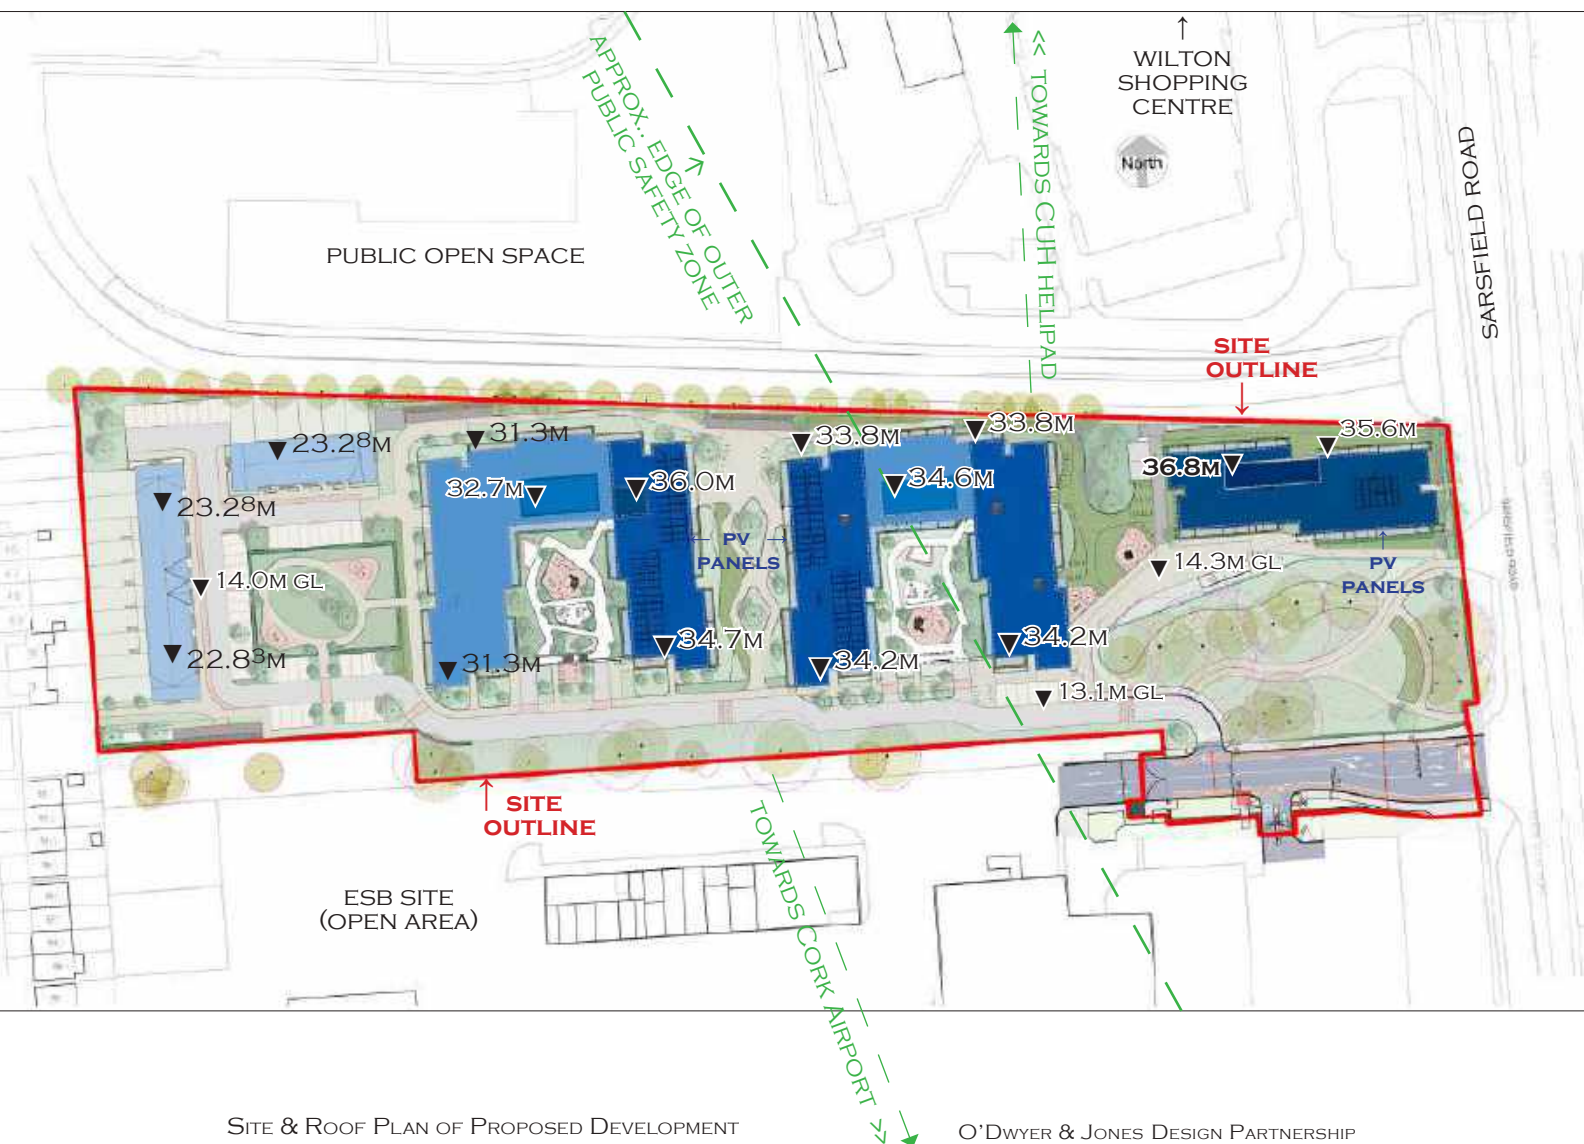 ↑
WILTON
SHOPPING
CENTRE
North
SARSFIELD ROAD
<< TOWARDS CUH HELIPAD
APPROX.. EDGE OF OUTER
PUBLIC SAFETY ZONE
PUBLIC OPEN SPACE
SITE
OUTLINE
23.28M
31.3M
33.8M
33.8M
35.6M
23.28M
32.7M
36.0M
34.6M
36.8M
PV
PANELS
PV
PANELS
14.0M GL
14.3M GL
22.83M
31.3M
34.7M
34.2M
34.2M
13.1M GL
SITE
OUTLINE
TOWARDS CORK AIRPORT >>
ESB SITE
(OPEN AREA)
SITE & ROOF PLAN OF PROPOSED DEVELOPMENT
O'DWYER & JONES DESIGN PARTNERSHIP